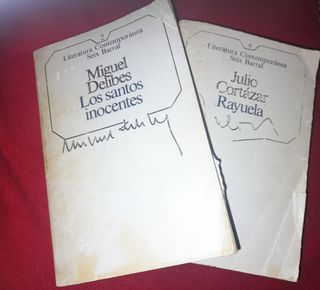 2
Literatura Contemporánea
Seix Barral
Miguel
Delibes
Los santos
inocentes
4
Literatura Contemporánea
Seix Barral
Julio
Cortázar
Rayuela